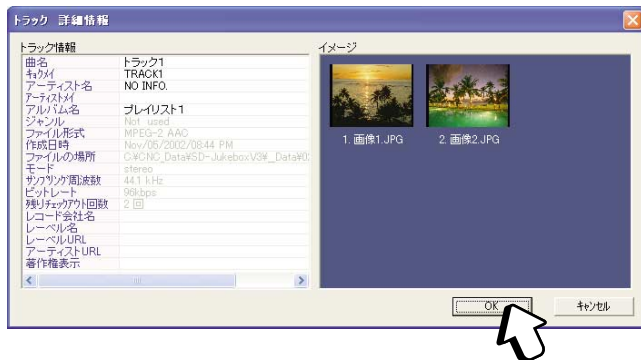 トラック 詳細情報
トラック情報
曲名 トラック1
キョクメイ TRACK1
アーティスト名 NO INFO.
アーティストメイ
アルバム名 プレイリスト1
ジャンル Not used
ファイル形式 MPEG-2 AAC
作成日時 Nov/05/2002/08:44 PM
ファイルの場所 C:¥CNC_Data¥SD-JukeboxV3¥_Data¥0
モード stereo
サンプリング周波数 44.1 kHz
ビットレート 96kbps
残りチェックアウト回数 2 回
レコード会社名
レーベル名
レーベルURL
アーティストURL
著作権表示
イメージ
1. 画像1.JPG 2. 画像2.JPG
OK キャンセル